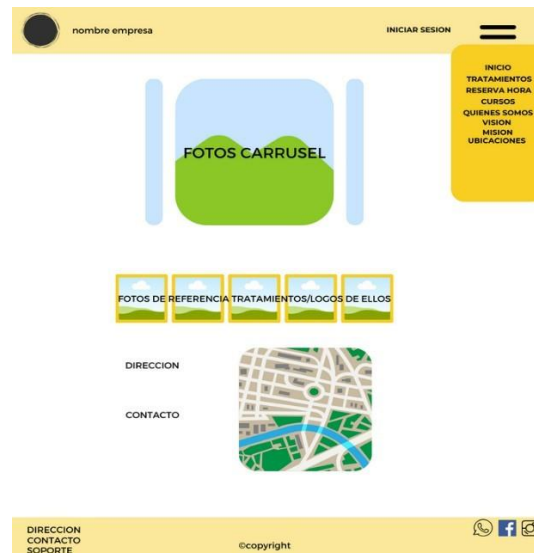 nombre empresa
INICIAR SESION
INICIO
TRATAMIENTOS
RESERVA HORA
CURSOS
QUIENES SOMOS
VISION
MISION
UBICACIONES
FOTOS CARRUSEL
FOTOS DE REFERENCIA TRATAMIENTOS/LOGOS DE ELLOS
DIRECCION
CONTACTO
DIRECCION
CONTACTO
SOPORTE
©copyright